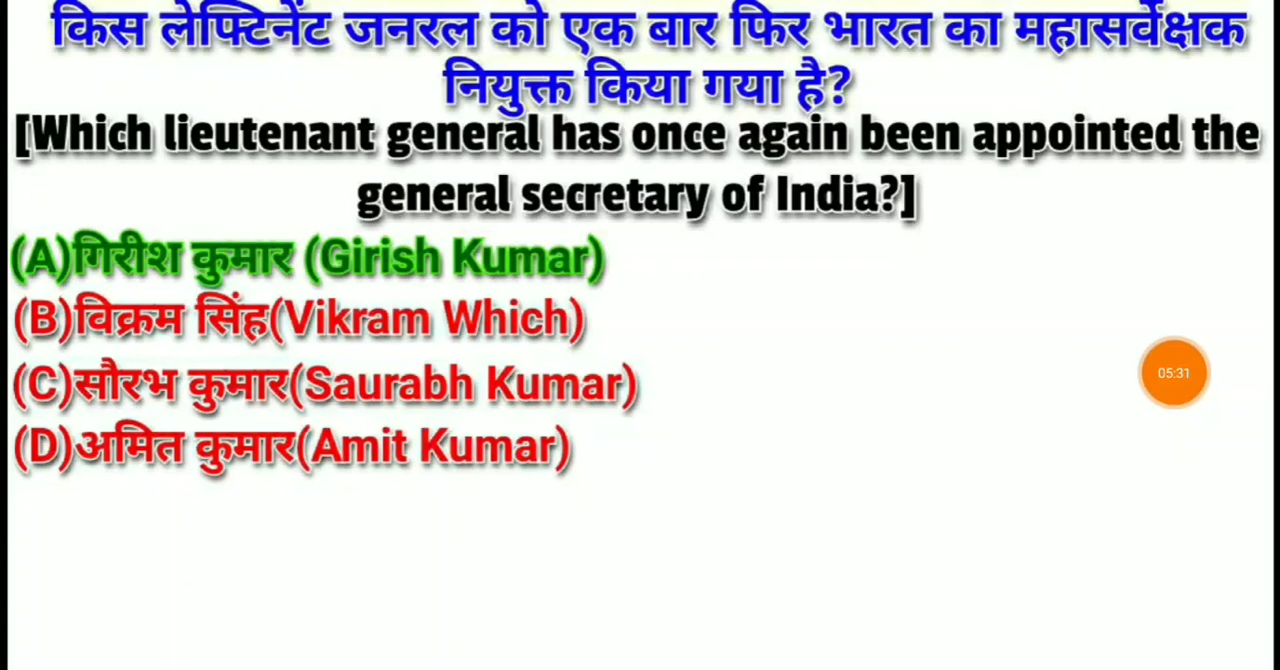 किस लेफ्टिनेंट जनरल को एक बार फिर भारत का महासर्वेक्षक
नियुक्त किया गया है?
[Which lieutenant general has once again been appointed the
general secretary of India?]
(A)गिरीश कुमार (Girish Kumar)
(B)विक्रम सिंह(Vikram Which)
(C)सौरभ कुमार(Saurabh Kumar)
05:31
(D)अमित कुमार(Amit Kumar)